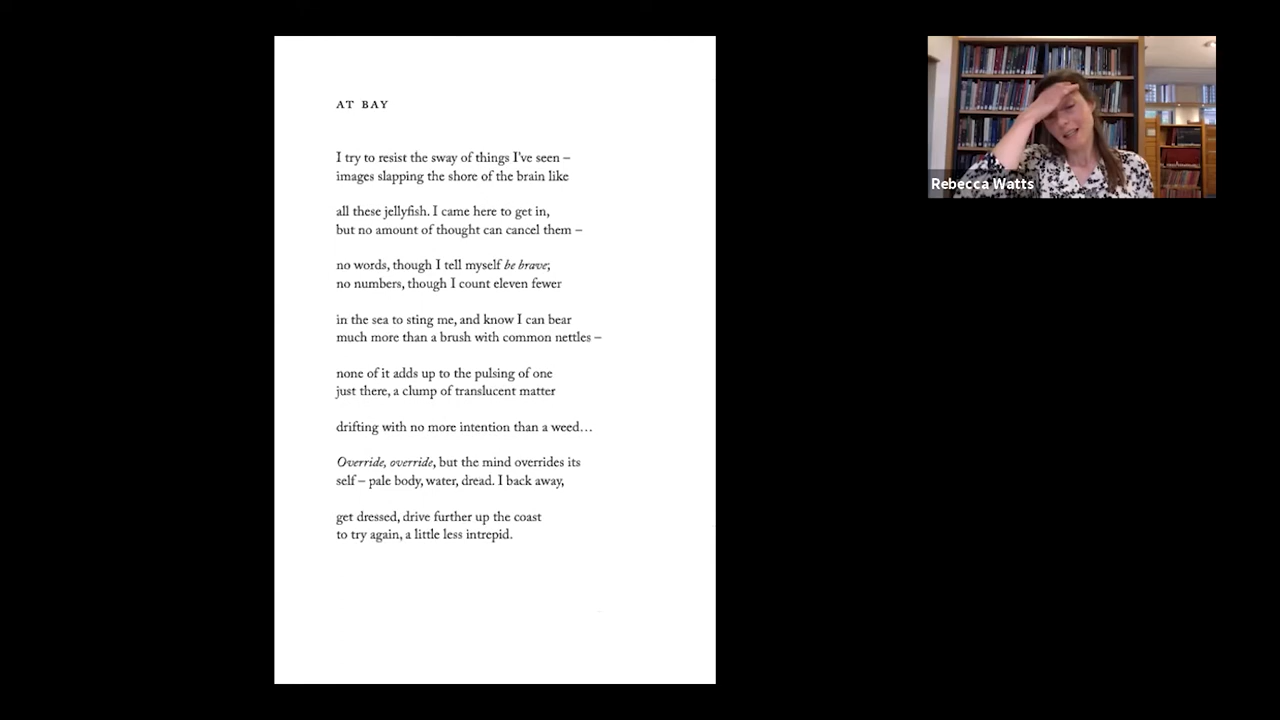 AT BAY
I try to resist the sway of things I've seen –
images slapping the shore of the brain like
all these jellyfish. I came here to get in,
but no amount of thought can cancel them –
no words, though I tell myself be brave;
no numbers, though I count eleven fewer
in the sea to sting me, and know I can bear
much more than a brush with common nettles –
none of it adds up to the pulsing of one
just there, a clump of translucent matter
drifting with no more intention than a weed…
Override, override, but the mind overrides its
self – pale body, water, dread. I back away,
get dressed, drive further up the coast
to try again, a little less intrepid.
Rebecca Watts